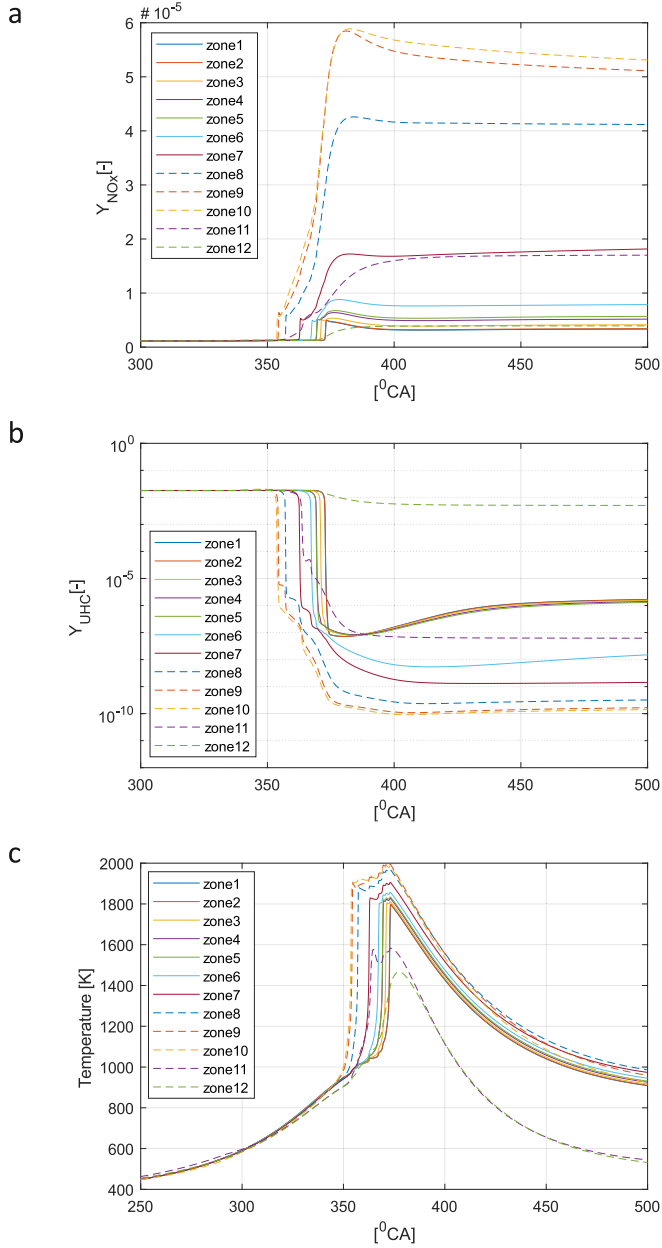 a
# 10^-5
6
5
4
3
2
1
0
Y_NOx[-]
zone1
zone2
zone3
zone4
zone5
zone6
zone7
zone8
zone9
zone10
zone11
zone12
300
350
400
450
500
[^0CA]
b
10^0
10^-5
10^-10
Y_UHC[-]
zone1
zone2
zone3
zone4
zone5
zone6
zone7
zone8
zone9
zone10
zone11
zone12
300
350
400
450
500
[^0CA]
c
2000
1800
1600
1400
1200
1000
800
600
400
Temperature [K]
zone1
zone2
zone3
zone4
zone5
zone6
zone7
zone8
zone9
zone10
zone11
zone12
250
300
350
400
450
500
[^0CA]